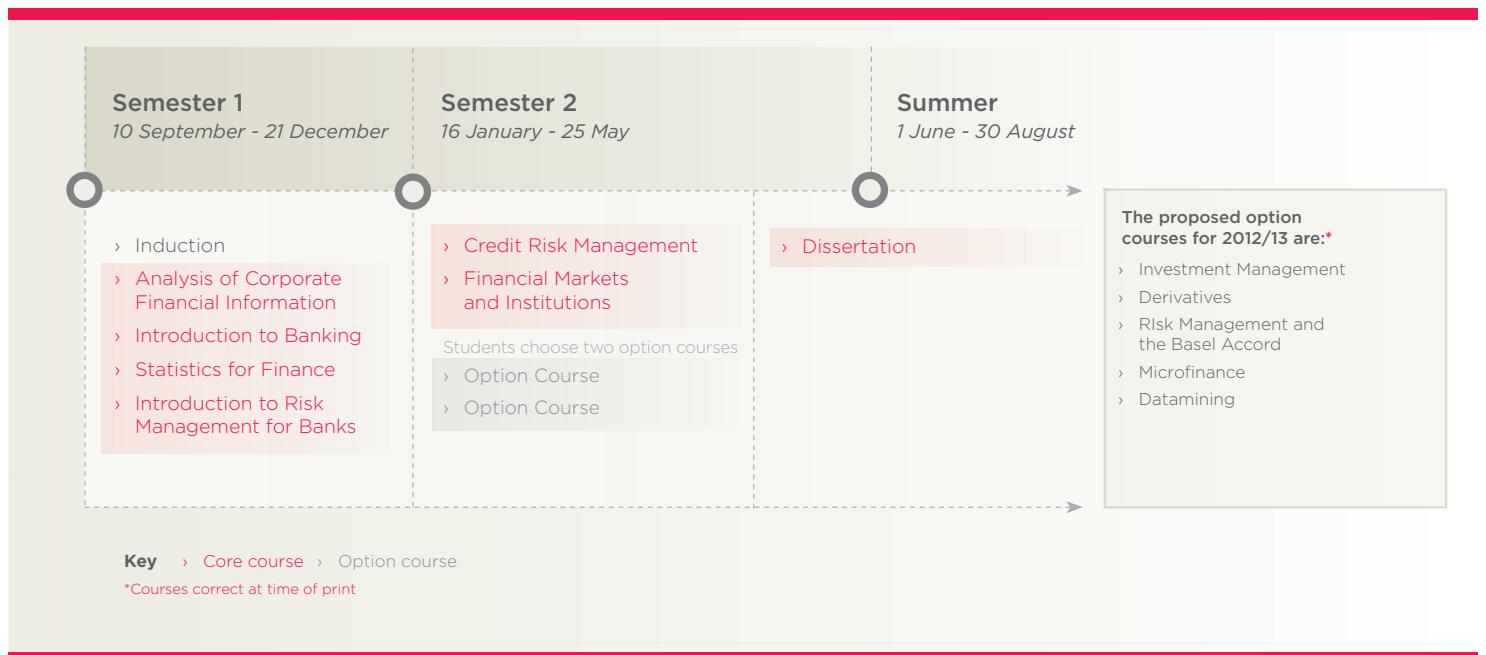 Semester 1
10 September - 21 December
Semester 2
16 January - 25 May
Summer
1 June - 30 August
› Induction
› Analysis of Corporate
Financial Information
› Introduction to Banking
› Statistics for Finance
› Introduction to Risk
Management for Banks
› Credit Risk Management
› Financial Markets
and Institutions
Students choose two option courses
› Option Course
› Option Course
› Dissertation
The proposed option
courses for 2012/13 are:*
› Investment Management
› Derivatives
› RIsk Management and
the Basel Accord
› Microfinance
› Datamining
Key › Core course › Option course
*Courses correct at time of print